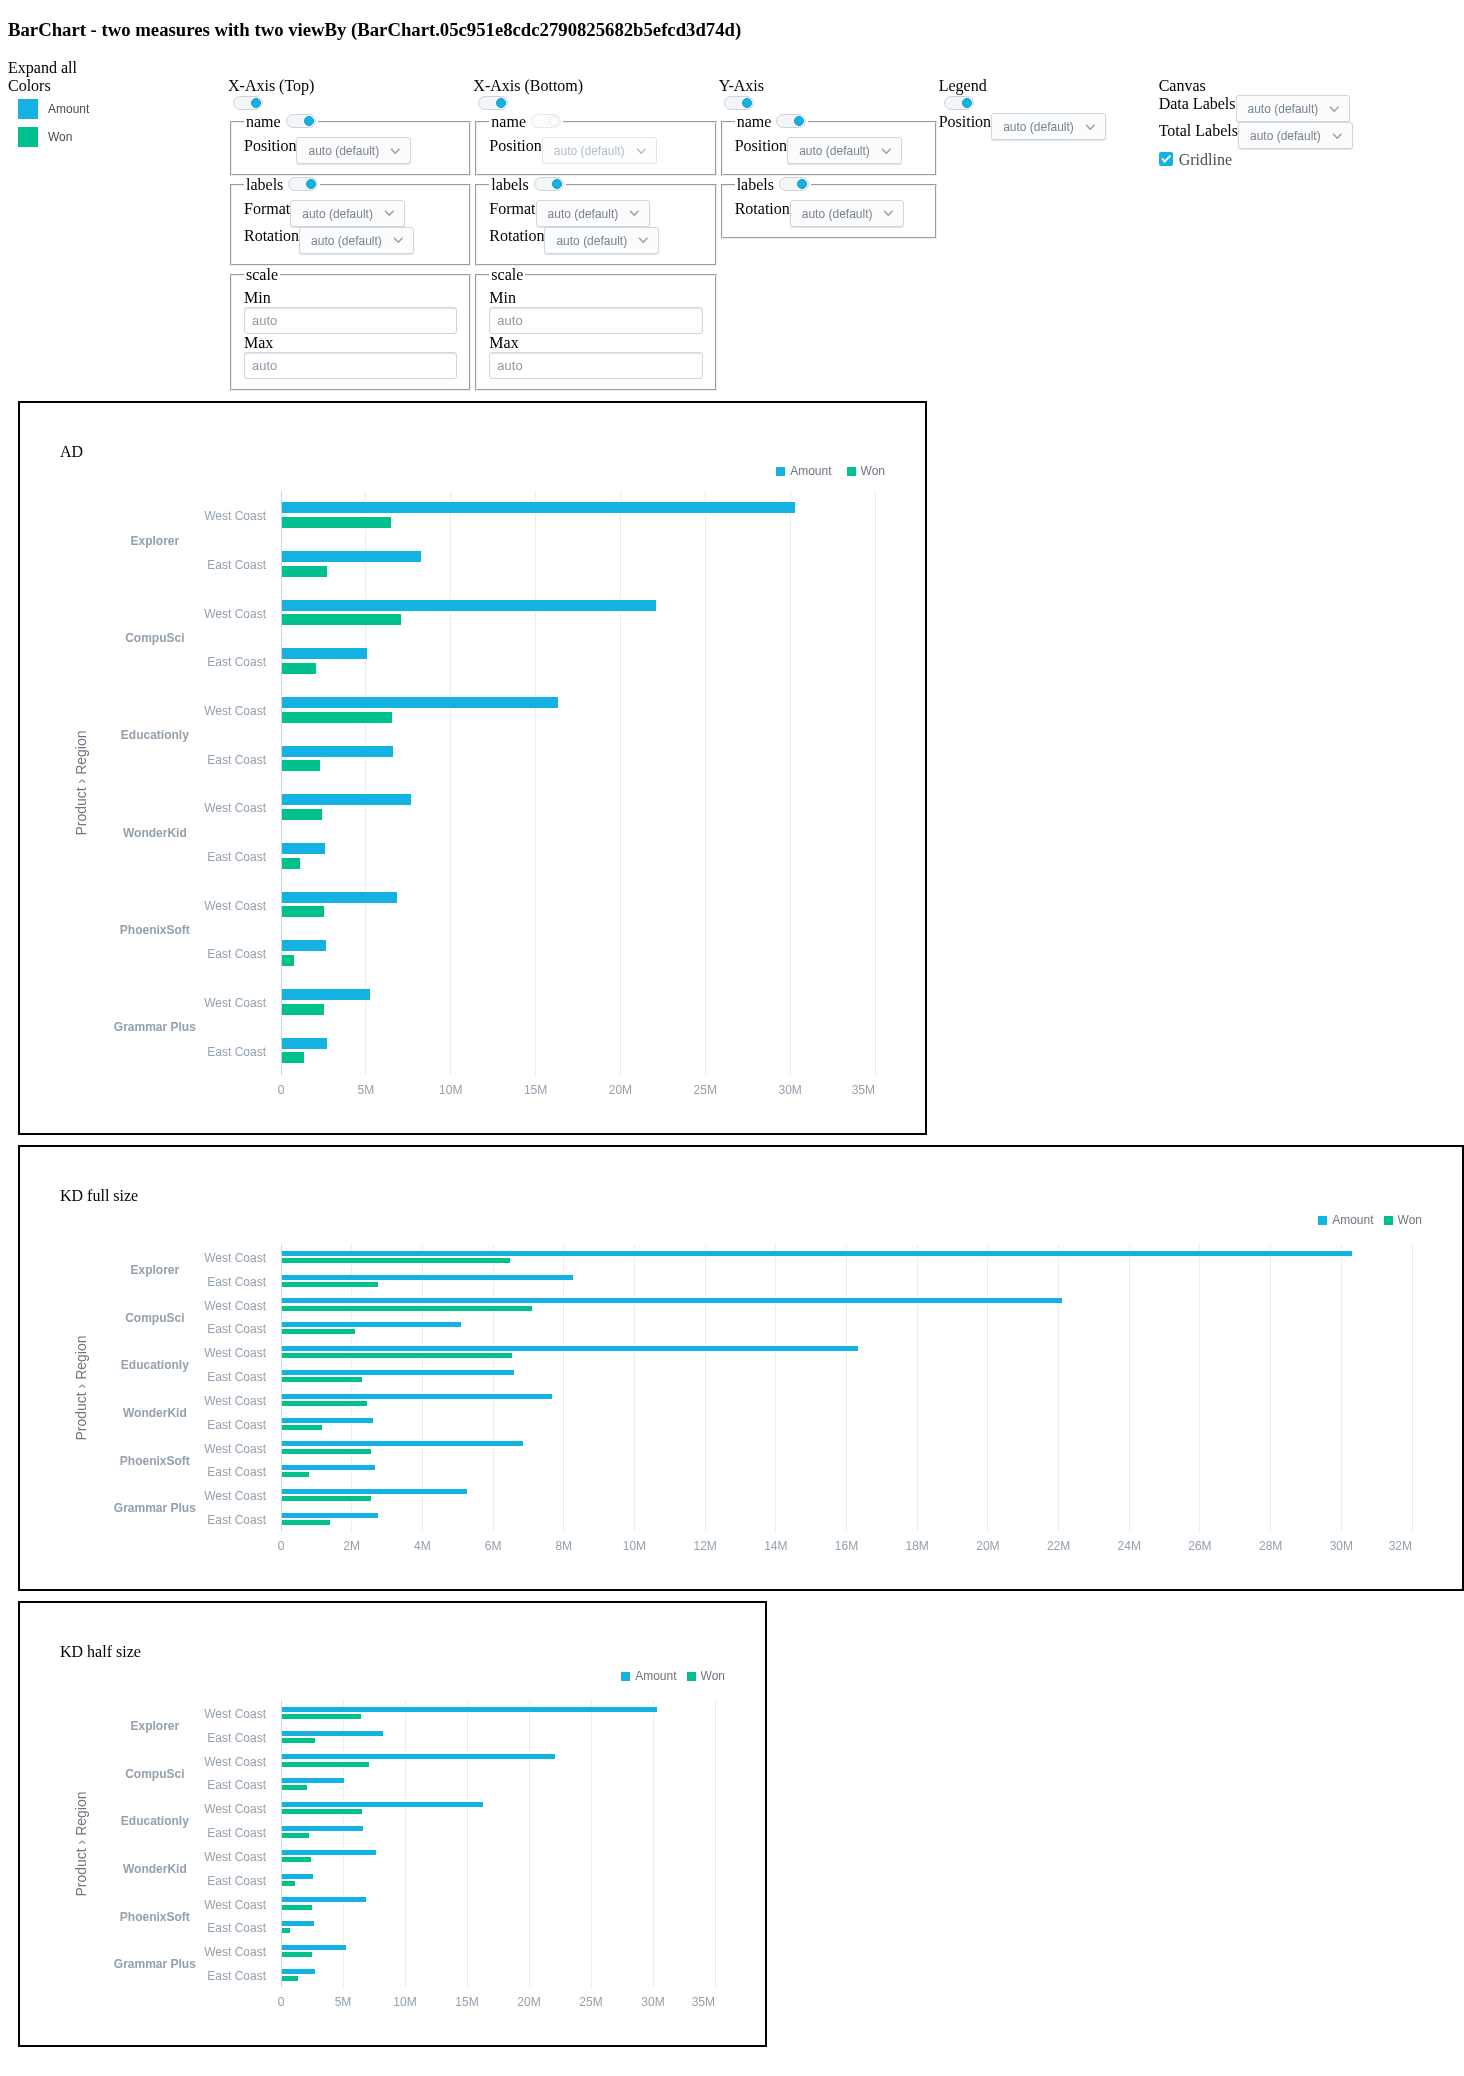 BarChart - two measures with two viewBy (BarChart.05c951e8cdc2790825682b5efcd3d74d)
Expand all
Colors
Amount
Won
X-Axis (Top)
name
Position auto (default)
labels
Format auto (default)
Rotation auto (default)
scale
Min
auto
Max
auto
X-Axis (Bottom)
name
Position auto (default)
labels
Format auto (default)
Rotation auto (default)
scale
Min
auto
Max
auto
Y-Axis
name
Position auto (default)
labels
Rotation auto (default)
Legend
Position auto (default)
Canvas
Data Labels auto (default)
Total Labels auto (default)
Gridline
AD
Amount Won
Product › Region
Explorer
West Coast
East Coast
CompuSci
West Coast
East Coast
Educationly
West Coast
East Coast
WonderKid
West Coast
East Coast
PhoenixSoft
West Coast
East Coast
Grammar Plus
West Coast
East Coast
0 5M 10M 15M 20M 25M 30M 35M
KD full size
Amount Won
Product › Region
Explorer
West Coast
East Coast
CompuSci
West Coast
East Coast
Educationly
West Coast
East Coast
WonderKid
West Coast
East Coast
PhoenixSoft
West Coast
East Coast
Grammar Plus
West Coast
East Coast
0 2M 4M 6M 8M 10M 12M 14M 16M 18M 20M 22M 24M 26M 28M 30M 32M
KD half size
Amount Won
Product › Region
Explorer
West Coast
East Coast
CompuSci
West Coast
East Coast
Educationly
West Coast
East Coast
WonderKid
West Coast
East Coast
PhoenixSoft
West Coast
East Coast
Grammar Plus
West Coast
East Coast
0 5M 10M 15M 20M 25M 30M 35M